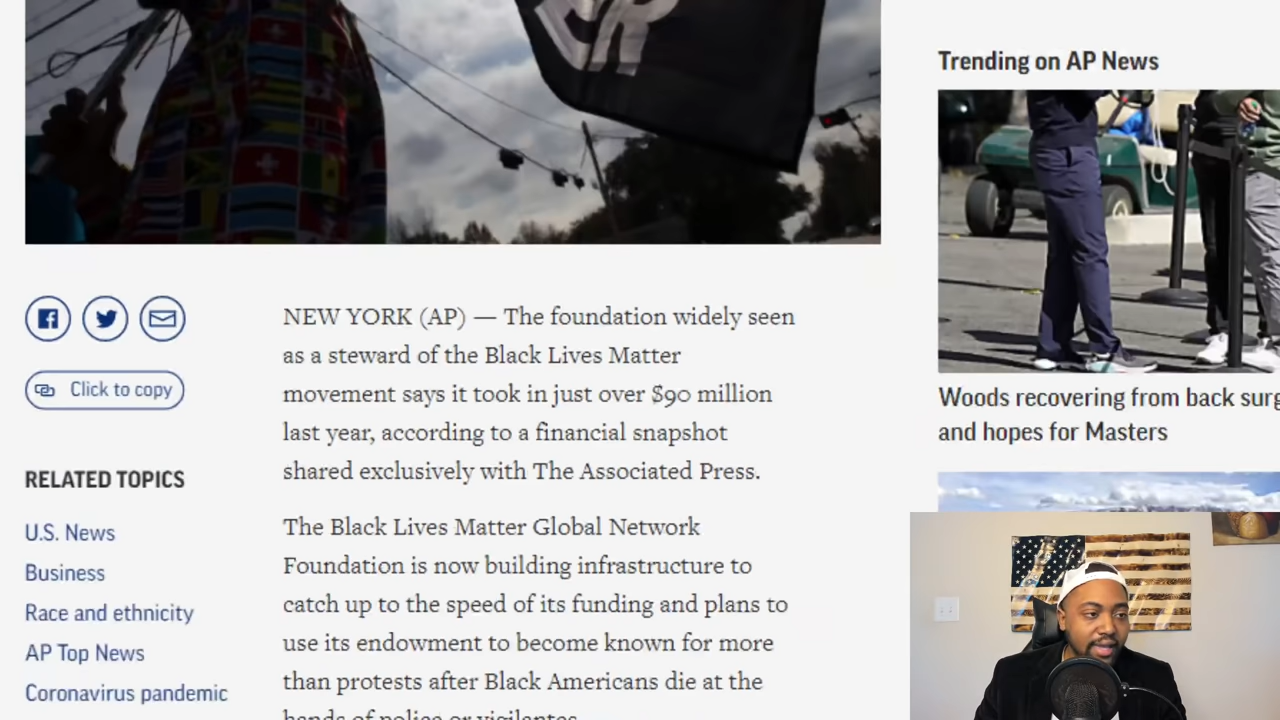 Trending on AP News
Woods recovering from back surg
and hopes for Masters
Click to copy
RELATED TOPICS
U.S. News
Business
Race and ethnicity
AP Top News
Coronavirus pandemic
NEW YORK (AP) — The foundation widely seen
as a steward of the Black Lives Matter
movement says it took in just over $90 million
last year, according to a financial snapshot
shared exclusively with The Associated Press.
The Black Lives Matter Global Network
Foundation is now building infrastructure to
catch up to the speed of its funding and plans to
use its endowment to become known for more
than protests after Black Americans die at the
hands of police or vigilantes.